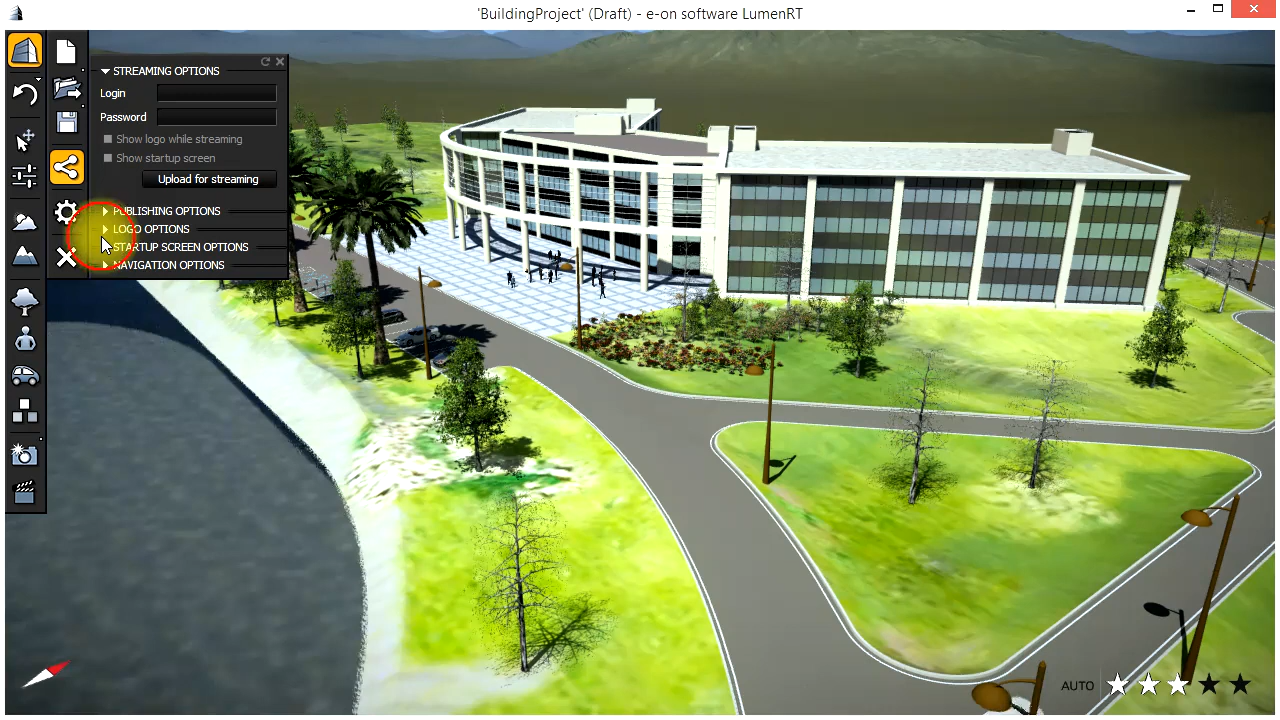 'BuildingProject' (Draft) - e-on software LumenRT
STREAMING OPTIONS
Login
Password
Show logo while streaming
Show startup screen
Upload for streaming
PUBLISHING OPTIONS
LOGO OPTIONS
STARTUP SCREEN OPTIONS
NAVIGATION OPTIONS
AUTO